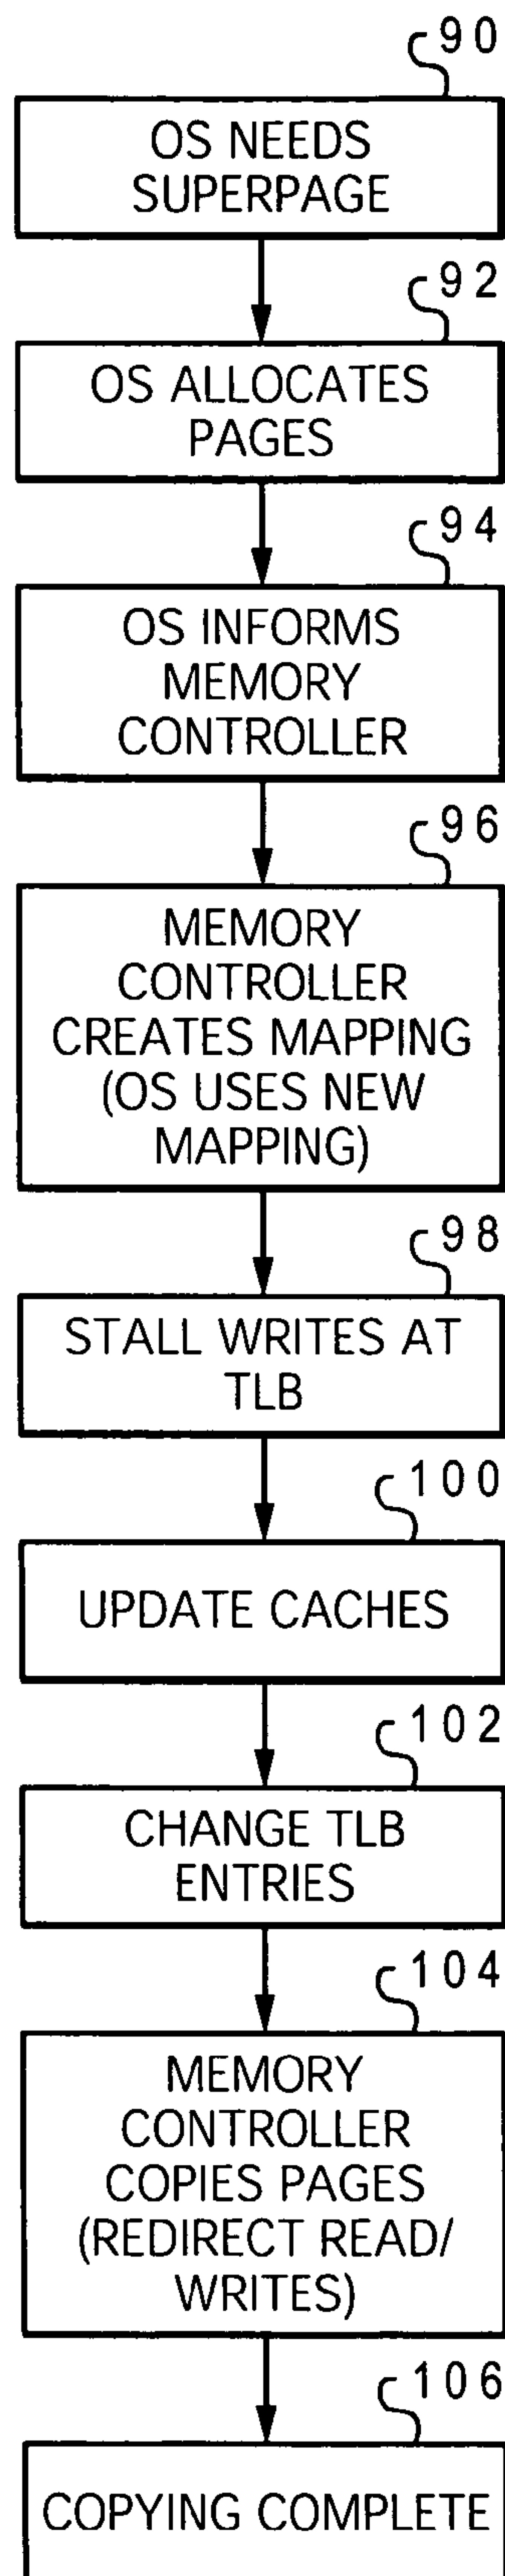 90
OS NEEDS
SUPERPAGE
92
OS ALLOCATES
PAGES
94
OS INFORMS
MEMORY
CONTROLLER
96
MEMORY
CONTROLLER
CREATES MAPPING
(OS USES NEW
MAPPING)
98
STALL WRITES AT
TLB
100
UPDATE CACHES
102
CHANGE TLB
ENTRIES
104
MEMORY
CONTROLLER
COPIES PAGES
(REDIRECT READ/
WRITES)
106
COPYING COMPLETE